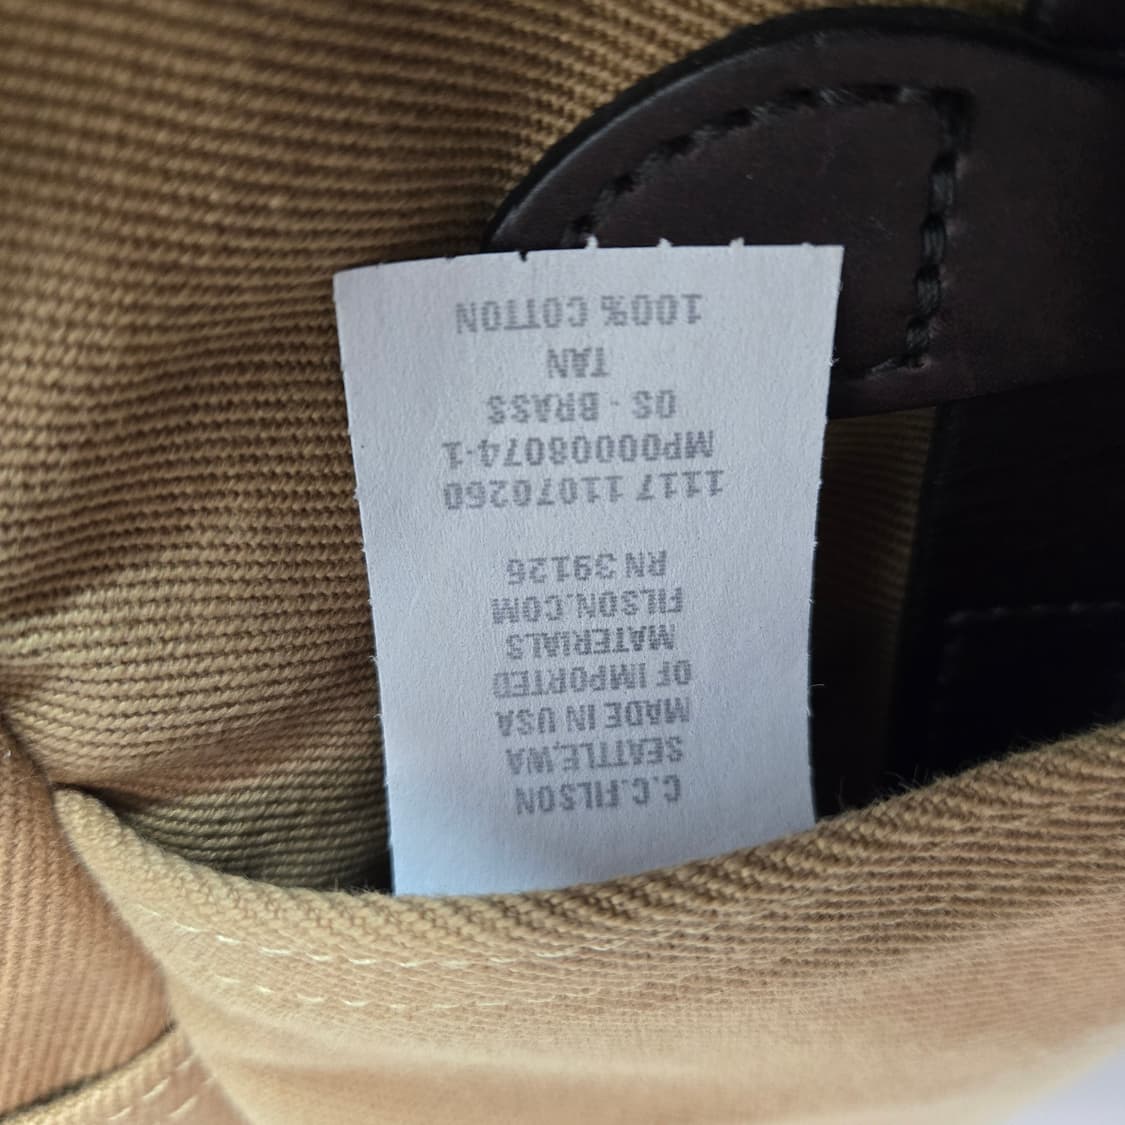 C.C.FILSON
SEATTLE,WA
MADE IN USA
OF IMPORTED
MATERIALS
FILSON.COM
RN 39126
1117 11070260
MP0008074-1
OS - BRASS
TAN
100% COTTON